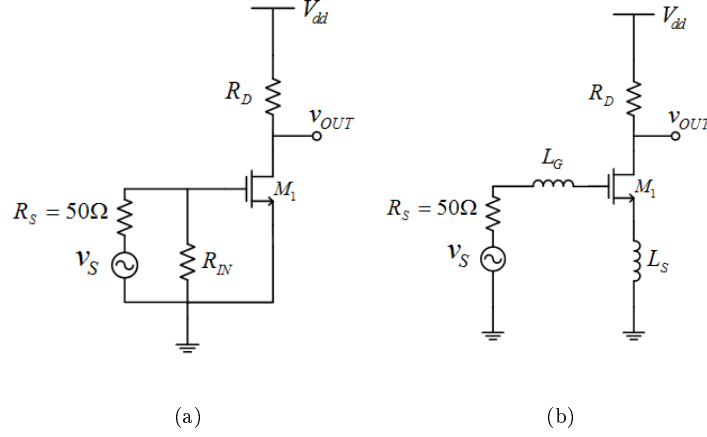 V_dd
R_D
v_OUT
M_1
R_S = 50Ω
v_S
R_IN
(a)
V_dd
R_D
v_OUT
L_G
M_1
R_S = 50Ω
v_S
L_S
(b)